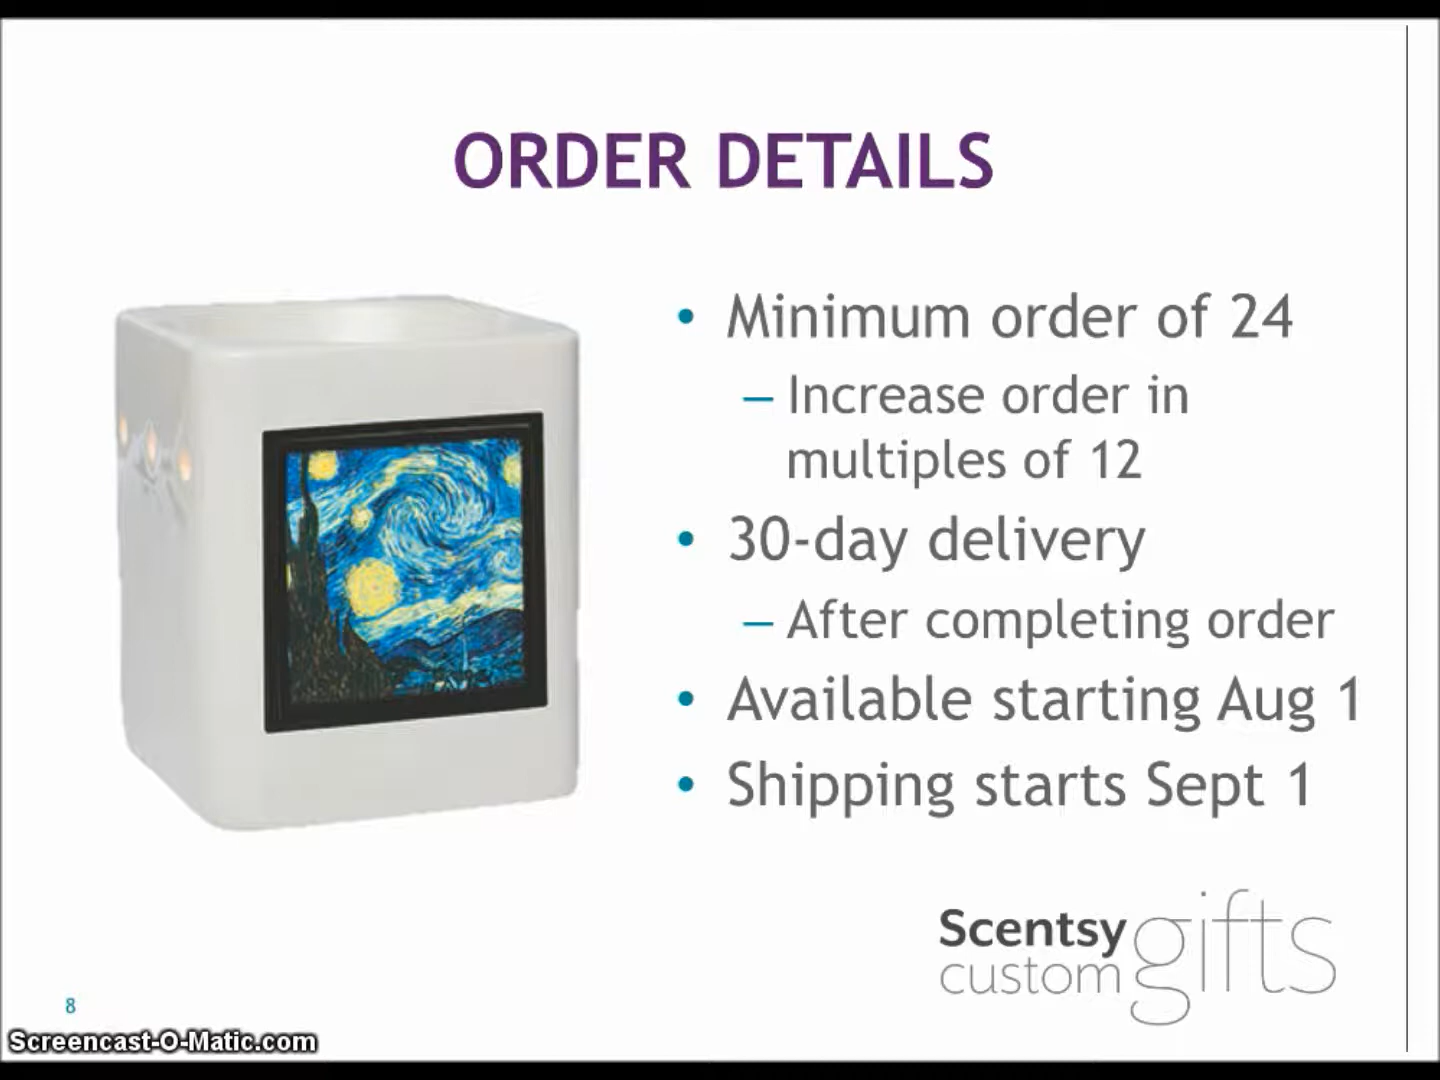 ORDER DETAILS
• Minimum order of 24
– Increase order in
multiples of 12
• 30-day delivery
– After completing order
• Available starting Aug 1
• Shipping starts Sept 1
Scentsy
custom gifts
8
Screencast-O-Matic.com